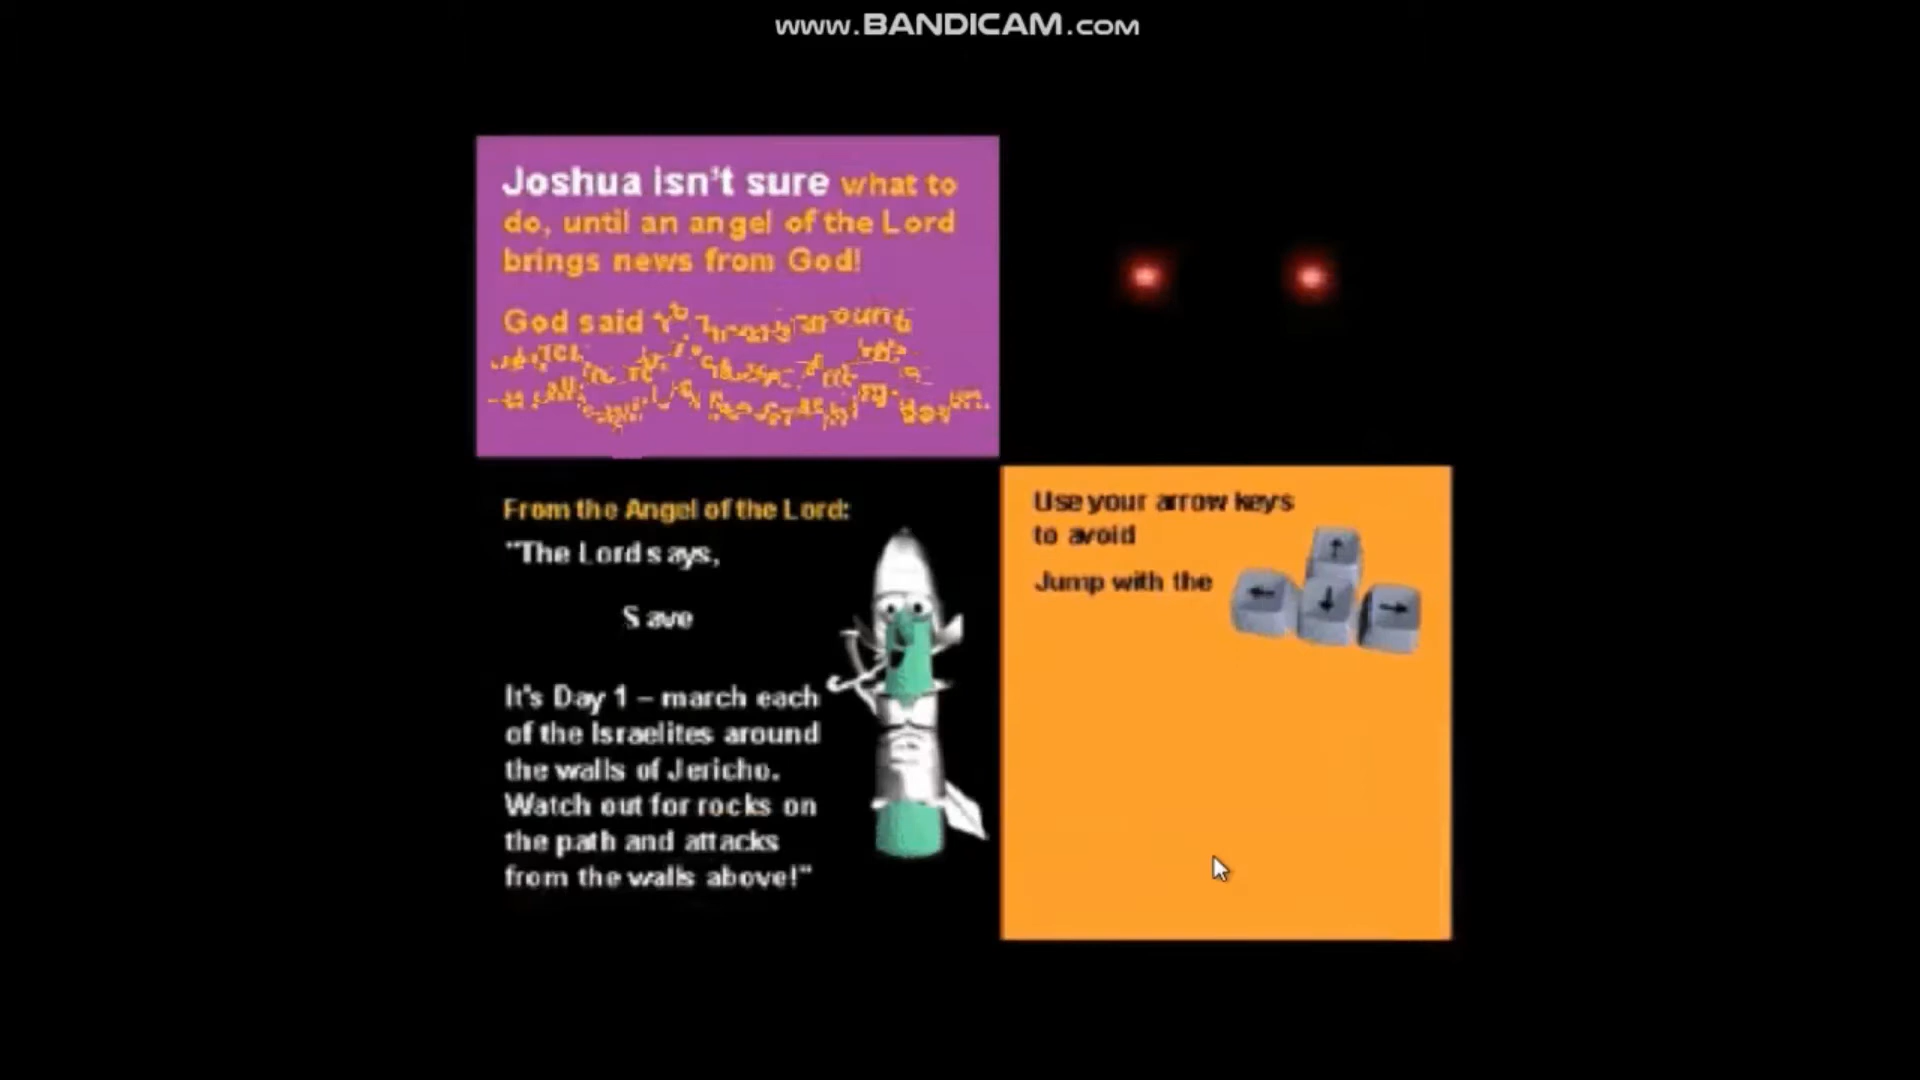 www.BANDICAM.com
Joshua isn't sure what to
do, until an angel of the Lord
brings news from God!
God said
From the Angel of the Lord:
"The Lord says,
Save
It's Day 1 – march each
of the Israelites around
the walls of Jericho.
Watch out for rocks on
the path and attacks
from the walls above!"
Use your arrow keys
to avoid
Jump with the